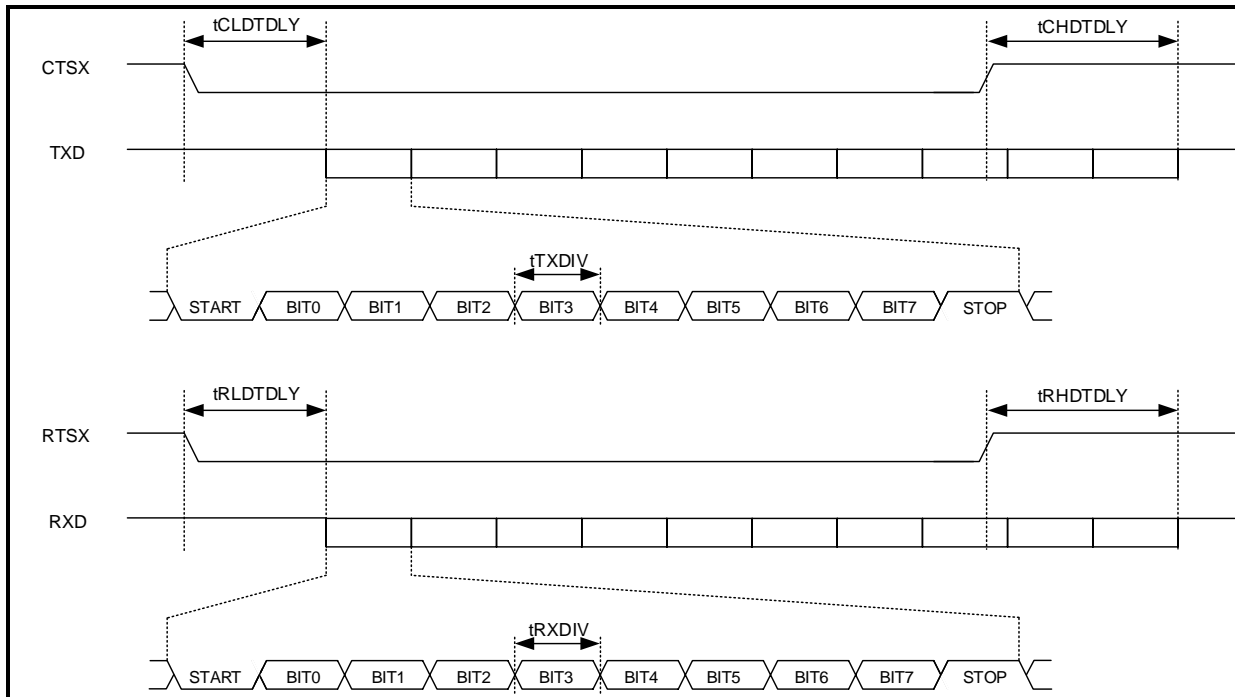 tCLDTDLY tCHDTDLY
CTSX
TXD
tTXDIV
START BIT0 BIT1 BIT2 BIT3 BIT4 BIT5 BIT6 BIT7 STOP
tRLDTDLY tRHDTDLY
RTSX
RXD
tRXDIV
START BIT0 BIT1 BIT2 BIT3 BIT4 BIT5 BIT6 BIT7 STOP